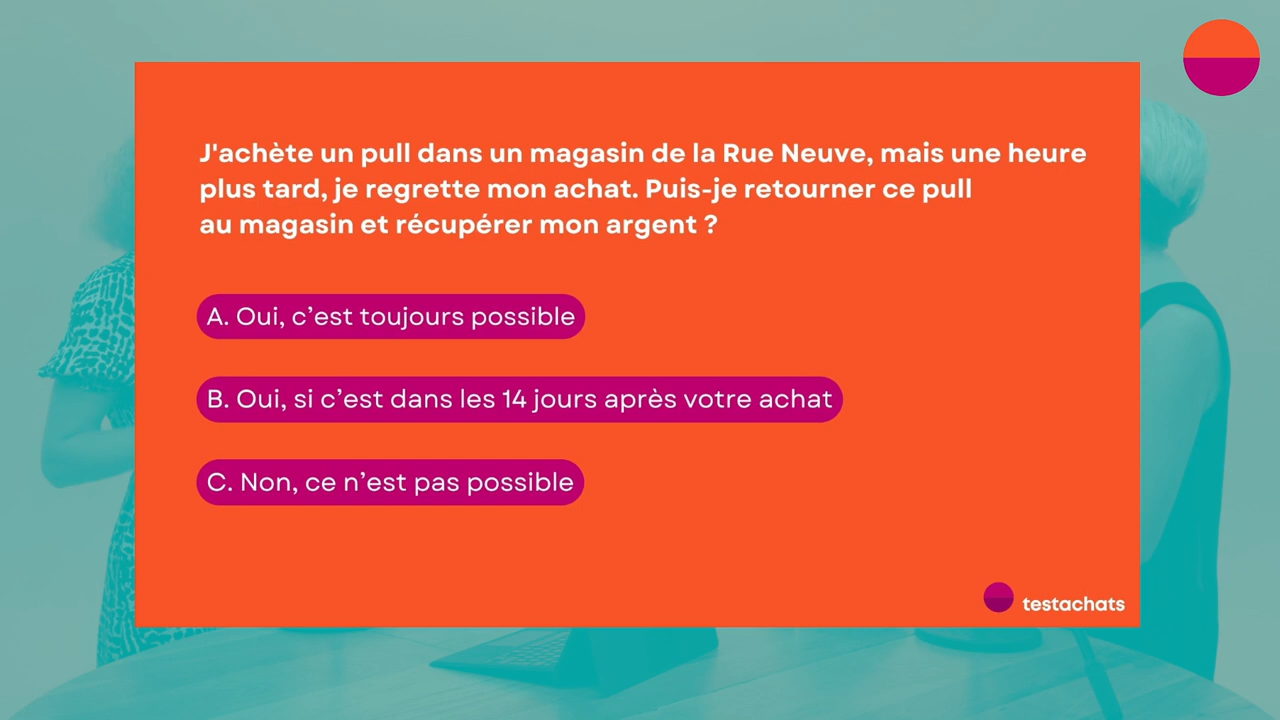 J'achète un pull dans un magasin de la Rue Neuve, mais une heure
plus tard, je regrette mon achat. Puis-je retourner ce pull
au magasin et récupérer mon argent ?
A. Oui, c’est toujours possible
B. Oui, si c’est dans les 14 jours après votre achat
C. Non, ce n’est pas possible
testachats